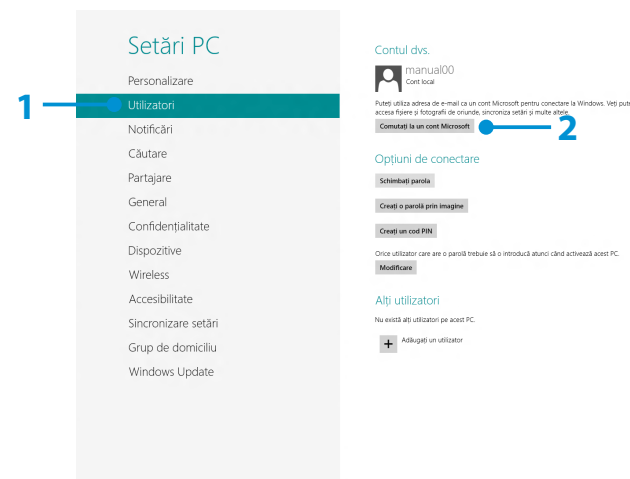 Setări PC
Personalizare
Utilizatori
Notificări
Căutare
Partajare
General
Confidențialitate
Dispozitive
Wireless
Accesibilitate
Sincronizare setări
Grup de domiciliu
Windows Update
1
Contul dvs.
manual00
Cont local
Puteți utiliza adresa de e-mail ca un cont Microsoft pentru conectare la Windows. Veți pute
accesa fișiere și fotografii de oriunde, sincroniza setări și multe altele.
Comutați la un cont Microsoft
2
Opțiuni de conectare
Schimbați parola
Creați o parolă prin imagine
Creați un cod PIN
Orice utilizator care are o parolă trebuie să o introducă atunci când activează acest PC.
Modificare
Alți utilizatori
Nu există alți utilizatori pe acest PC.
+ Adăugați un utilizator